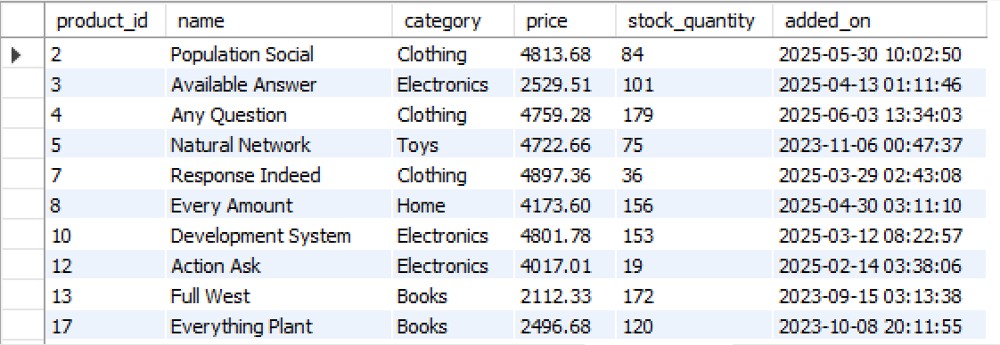 product_id name category price stock_quantity added_on
2 Population Social Clothing 4813.68 84 2025-05-30 10:02:50
3 Available Answer Electronics 2529.51 101 2025-04-13 01:11:46
4 Any Question Clothing 4759.28 179 2025-06-03 13:34:03
5 Natural Network Toys 4722.66 75 2023-11-06 00:47:37
7 Response Indeed Clothing 4897.36 36 2025-03-29 02:43:08
8 Every Amount Home 4173.60 156 2025-04-30 03:11:10
10 Development System Electronics 4801.78 153 2025-03-12 08:22:57
12 Action Ask Electronics 4017.01 19 2025-02-14 03:38:06
13 Full West Books 2112.33 172 2023-09-15 03:13:38
17 Everything Plant Books 2496.68 120 2023-10-08 20:11:55